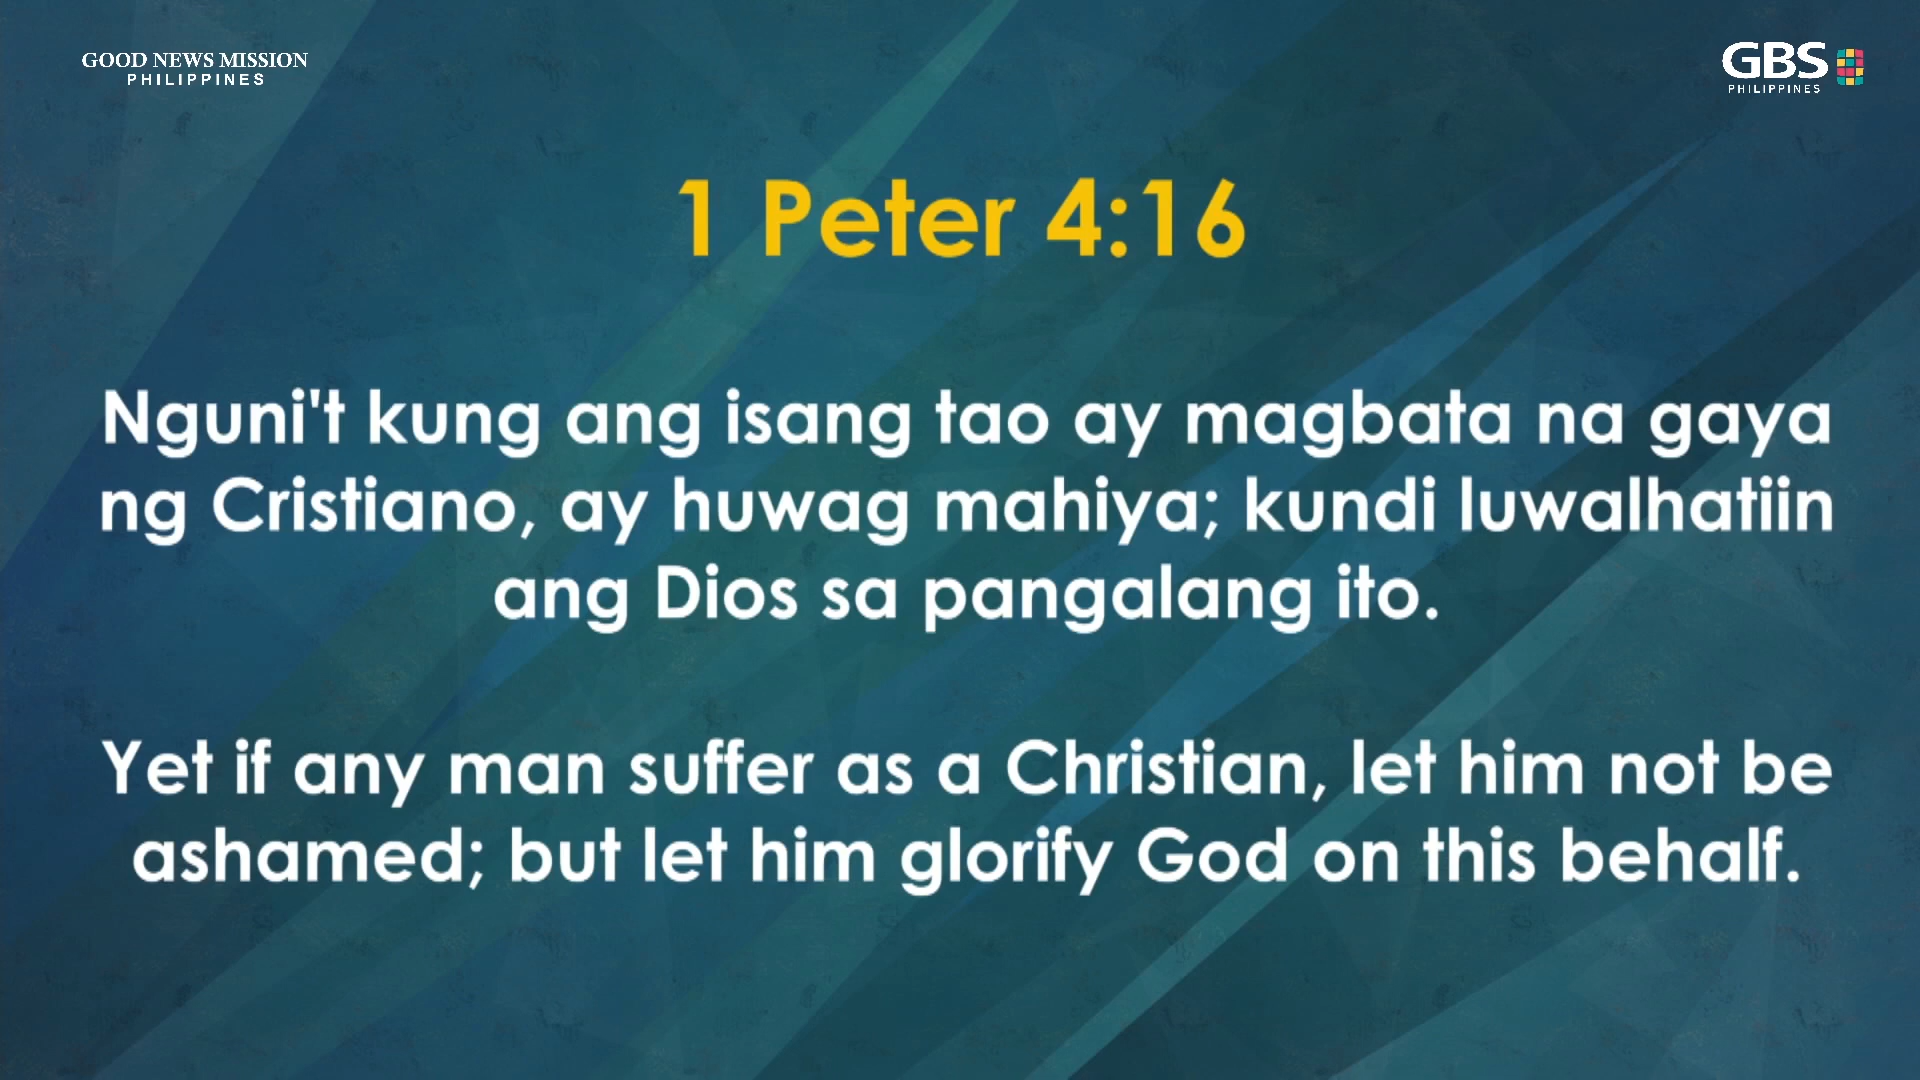 GOOD NEWS MISSION
PHILIPPINES
GBS
PHILIPPINES
1 Peter 4:16
Nguni't kung ang isang tao ay magbata na gaya
ng Cristiano, ay huwag mahiya; kundi luwalhatiin
ang Dios sa pangalang ito.
Yet if any man suffer as a Christian, let him not be
ashamed; but let him glorify God on this behalf.